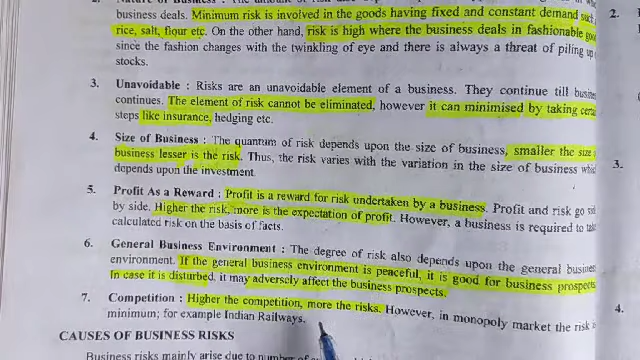 business deals. Minimum risk is involved in the goods having fixed and constant demand such
rice, salt, flour etc. On the other hand, risk is high where the business deals in fashionable
since the fashion changes with the twinkling of eye and there is always a threat of piling up
stocks.
3. Unavoidable : Risks are an unavoidable element of a business. They continue till
continues. The element of risk cannot be eliminated, however it can minimised by taking
steps like insurance, hedging etc.
4. Size of Business : The quantum of risk depends upon the size of business, smaller the size
business lesser is the risk. Thus, the risk varies with the variation in the size of business
depends upon the investment.
5. Profit As a Reward : Profit is a reward for risk undertaken by a business. Profit and risk go
by side. Higher the risk, more is the expectation of profit. However, a business is required to
calculated risk on the basis of facts.
6. General Business Environment : The degree of risk also depends upon the general
environment. If the general business environment is peaceful, it is good for business prospects.
In case it is disturbed, it may adversely affect the business prospects.
7. Competition : Higher the competition, more the risks. However, in monopoly market the risk
minimum; for example Indian Railways.
CAUSES OF BUSINESS RISKS
Business risks mainly arise due to number of
2.
3.
4.